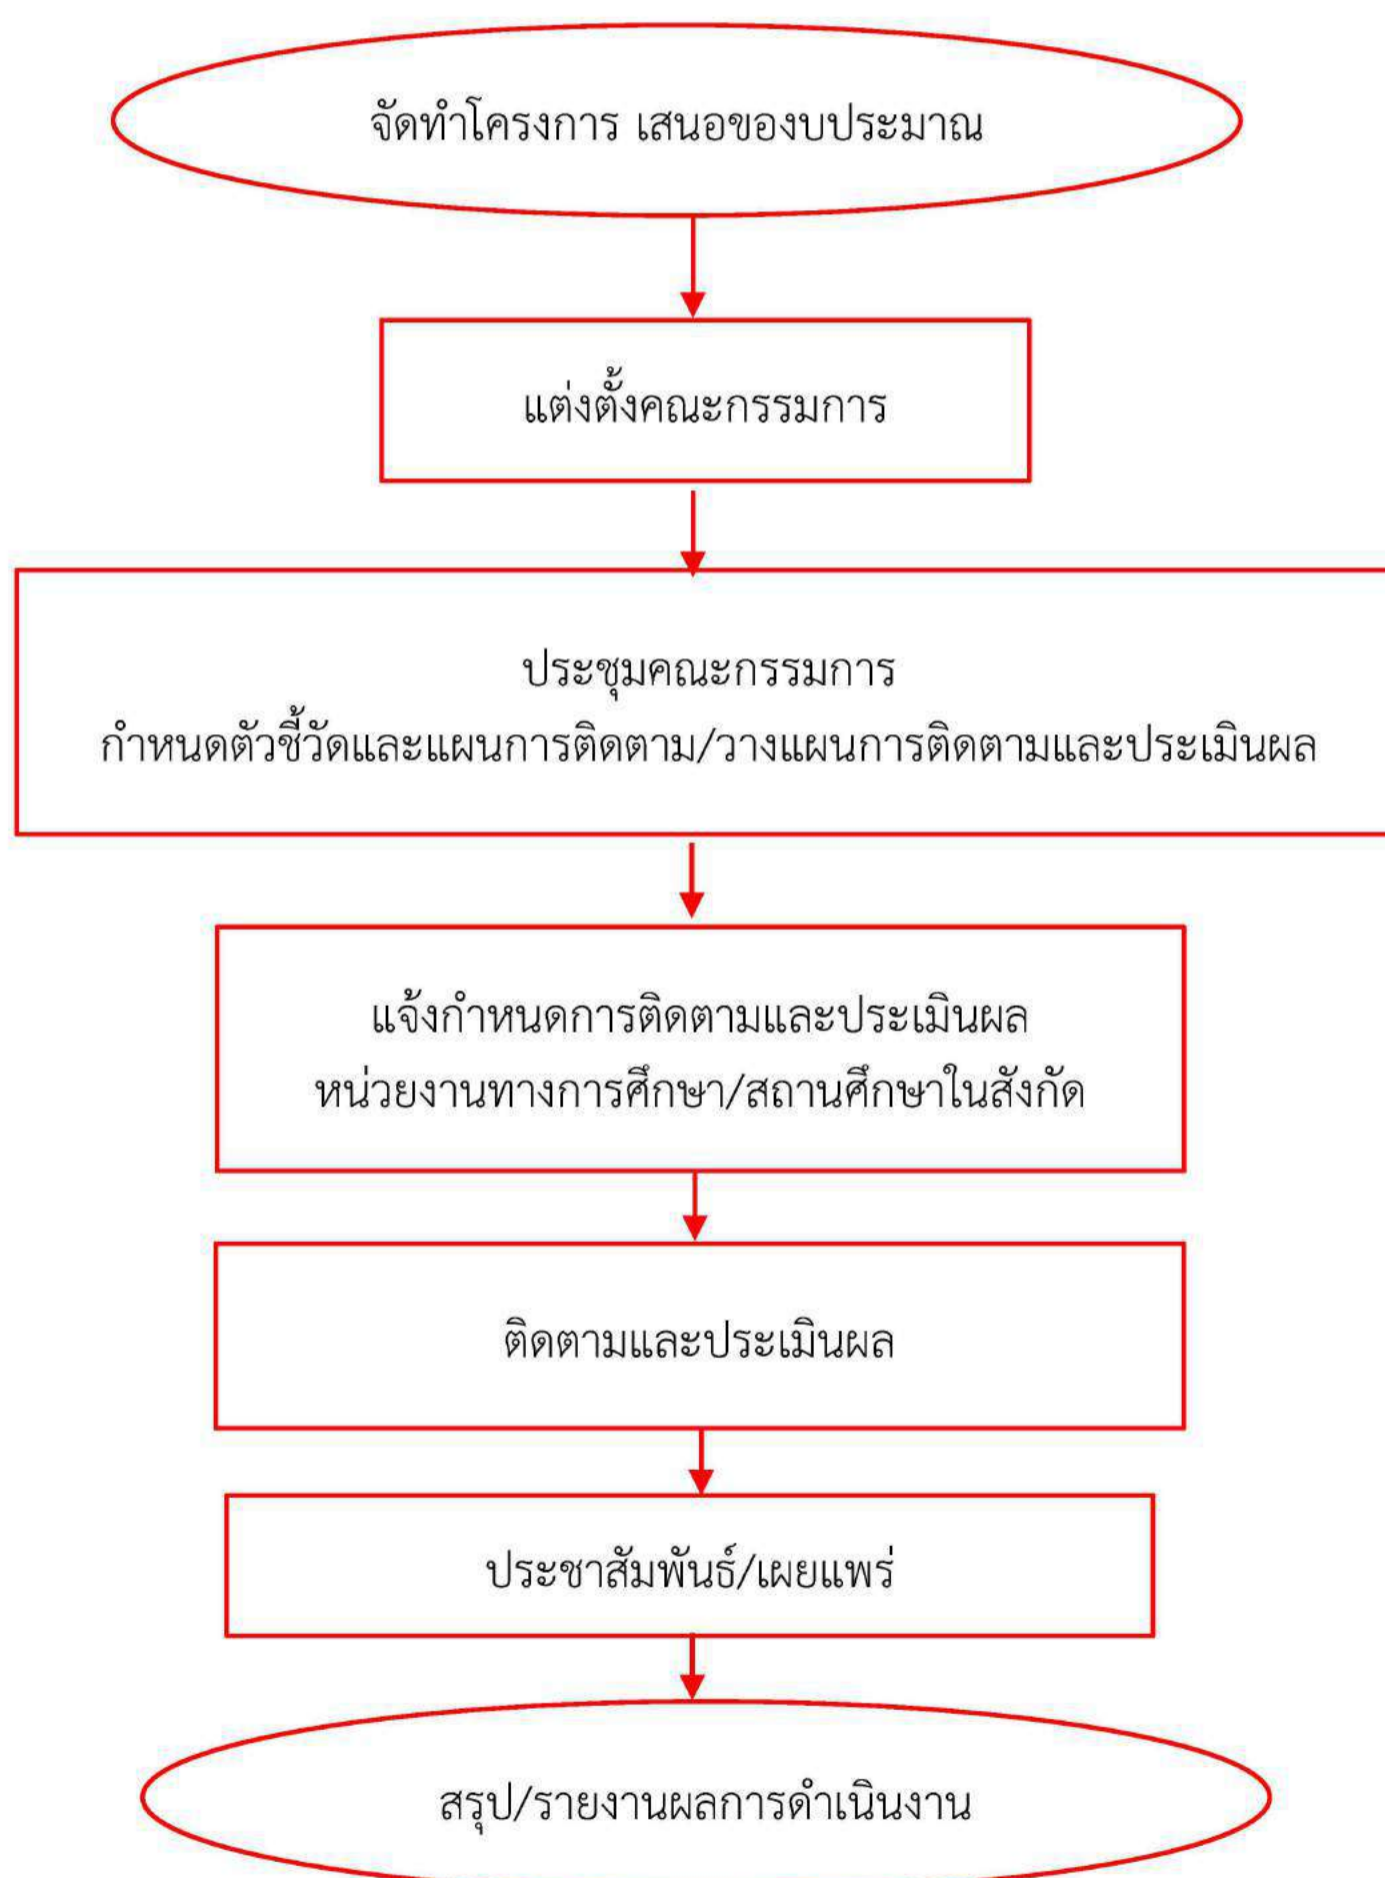 จัดทำโครงการ เสนอของบประมาณ
แต่งตั้งคณะกรรมการ
ประชุมคณะกรรมการ
กำหนดตัวชี้วัดและแผนการติดตาม/วางแผนการติดตามและประเมินผล
แจ้งกำหนดการติดตามและประเมินผล
หน่วยงานทางการศึกษา/สถานศึกษาในสังกัด
ติดตามและประเมินผล
ประชาสัมพันธ์/เผยแพร่
สรุป/รายงานผลการดำเนินงาน